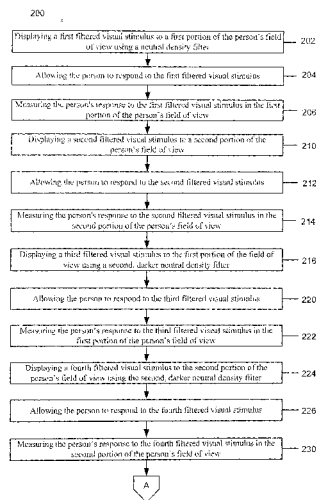 200
Displaying a first filtered visual stimulus to a first portion of the person's field
of view using a neutral density filter
202
Allowing the person to respond to the first filtered visual stimulus
204
Measuring the person's response to the first filtered visual stimulus in the first
portion of the person's field of view
206
Displaying a second filtered visual stimulus to a second portion of the
person's field of view
210
Allowing the person to respond to the second filtered visual stimulus
212
Measuring the person's response to the second filtered visual stimulus in the
second portion of the person's field of view
214
Displaying a third filtered visual stimulus to the first portion of the field of
view using a second, darker neutral density filter
216
Allowing the person to respond to the third filtered visual stimulus
220
Measuring the person's response to the third filtered visual stimulus in the
first portion of the person's field of view
222
Displaying a fourth filtered visual stimulus to the second portion of the
person's field of view using the second, darker neutral density filter
224
Allowing the person to respond to the fourth filtered visual stimulus
226
Measuring the person's response to the fourth filtered visual stimulus in the
second portion of the person's field of view
230
A